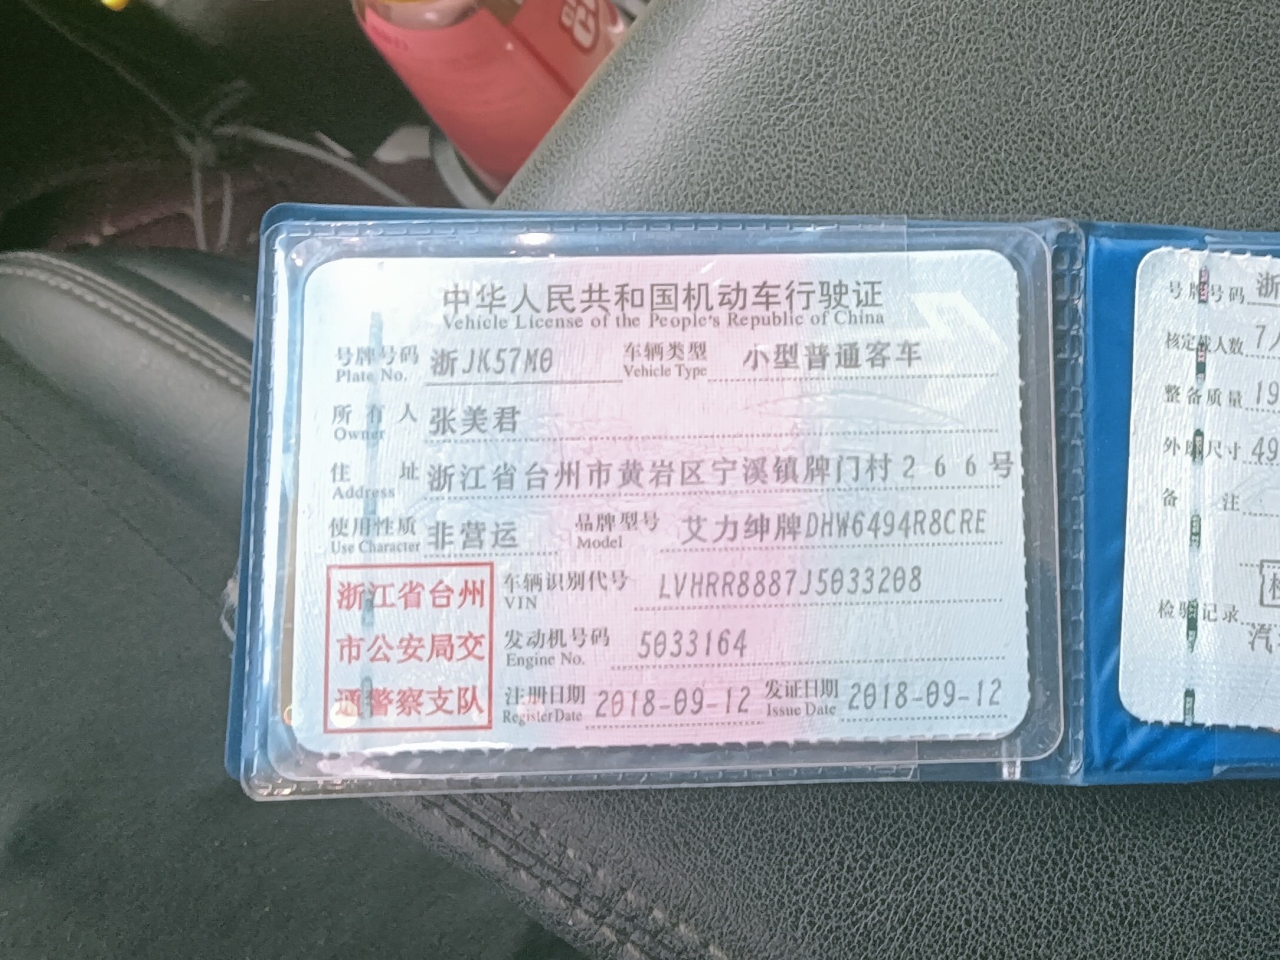 中华人民共和国机动车行驶证
Vehicle License of the People's Republic of China
号牌号码 浙JK57M0 车辆类型 小型普通客车
Plate No. Vehicle Type
所有人 张美君
Owner
住址 浙江省台州市黄岩区宁溪镇牌门村266号
Address
使用性质 非营运 品牌型号 艾力绅牌DHW6494R8CRE
Use Character Model
浙江省台州
市公安局交
通警察支队
车辆识别代号 LVHRR8887J5033208
VIN
发动机号码 5033164
Engine No.
注册日期 2018-09-12 发证日期 2018-09-12
Register Date Issue Date
号牌号码 浙
核定载人数 7人
整备质量 19
外廓尺寸 49
备注
检验记录
汽